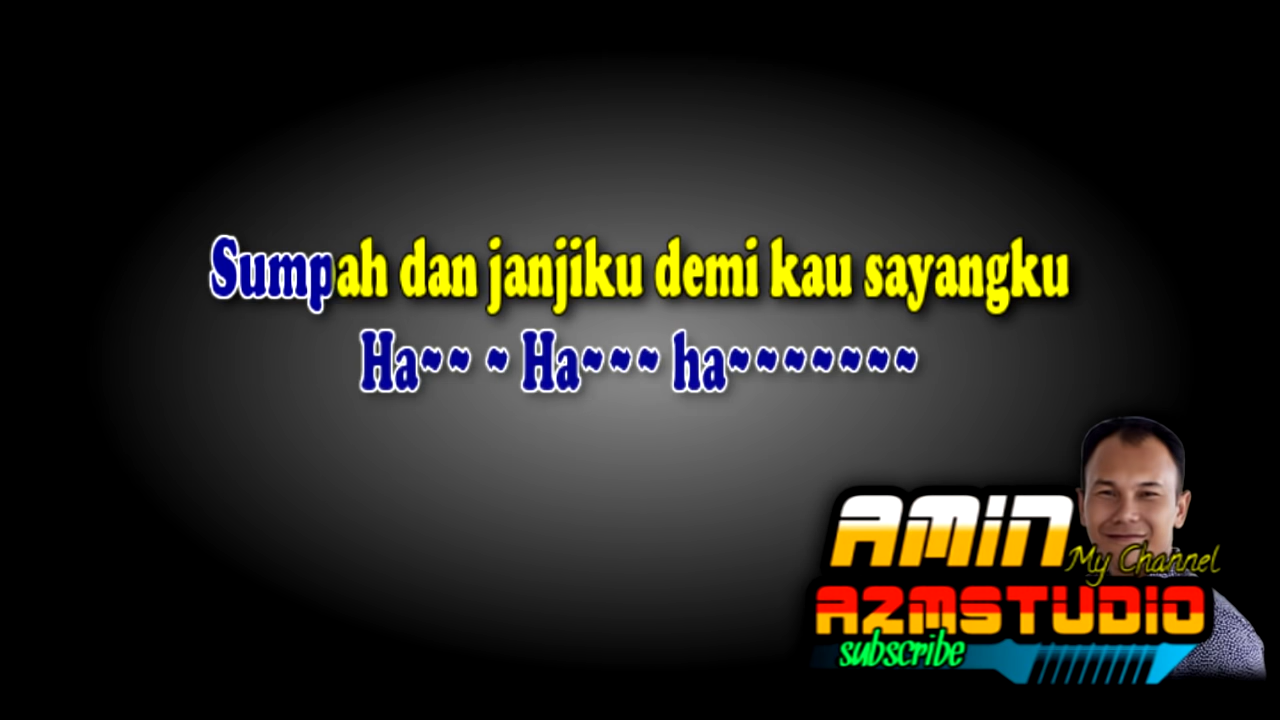 Sumpah dan janjiku demi kau sayangku
Ha~~ ~ Ha~~~ ha~~~~~~~
AMIN
My Channel
AZMSTUDIO
subscribe